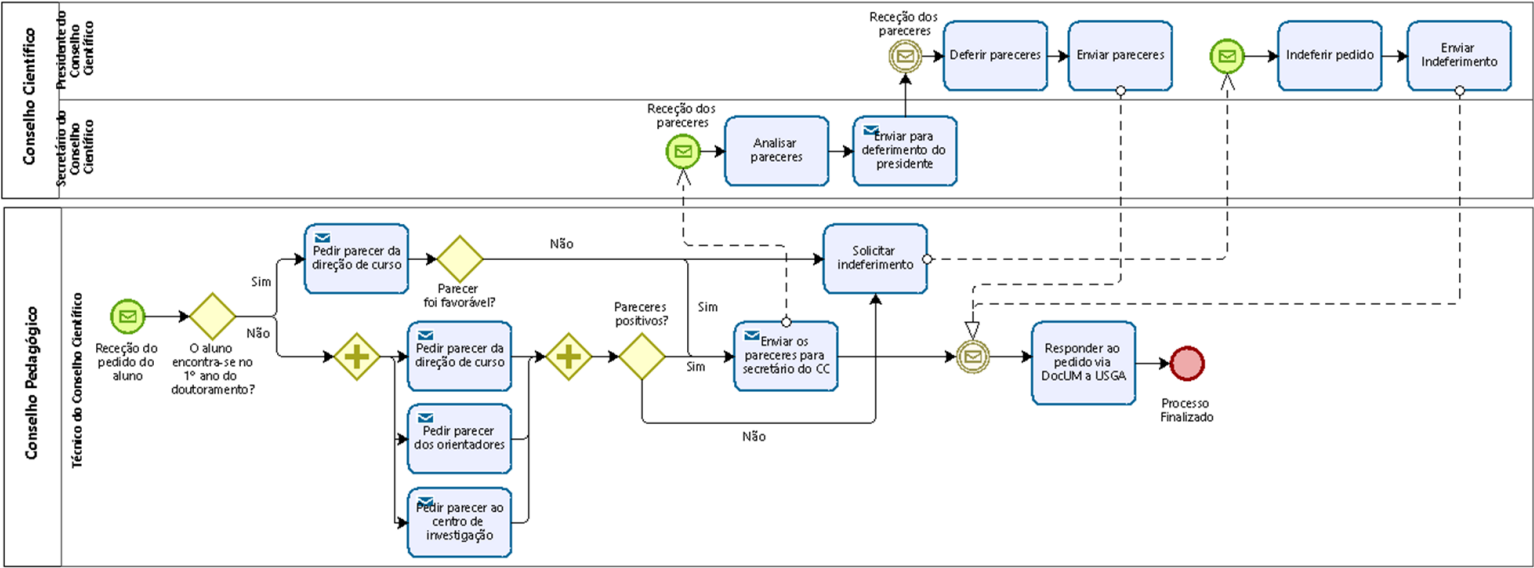 Conselho Científico
Presidente do
Conselho
Científico
Receção dos
pareceres
Deferir pareceres
Enviar pareceres
Indeferir pedido
Enviar
Indeferimento
Secretário do
Conselho
Científico
Receção dos
pareceres
Analisar
pareceres
Enviar para
deferimento do
presidente
Conselho Pedagógico
Técnico do Conselho Científico
Receção do
pedido do
aluno
O aluno
encontra-se no
1º ano do
doutoramento?
Sim
Não
Pedir parecer da
direção de curso
Parecer
foi favorável?
Não
Sim
Solicitar
indeferimento
Pedir parecer da
direção de curso
Pedir parecer
dos orientadores
Pedir parecer ao
centro de
investigação
Pareceres
positivos?
Sim
Não
Enviar os
pareceres para
secretário do CC
Responder ao
pedido via
DocUM a USGA
Processo
Finalizado